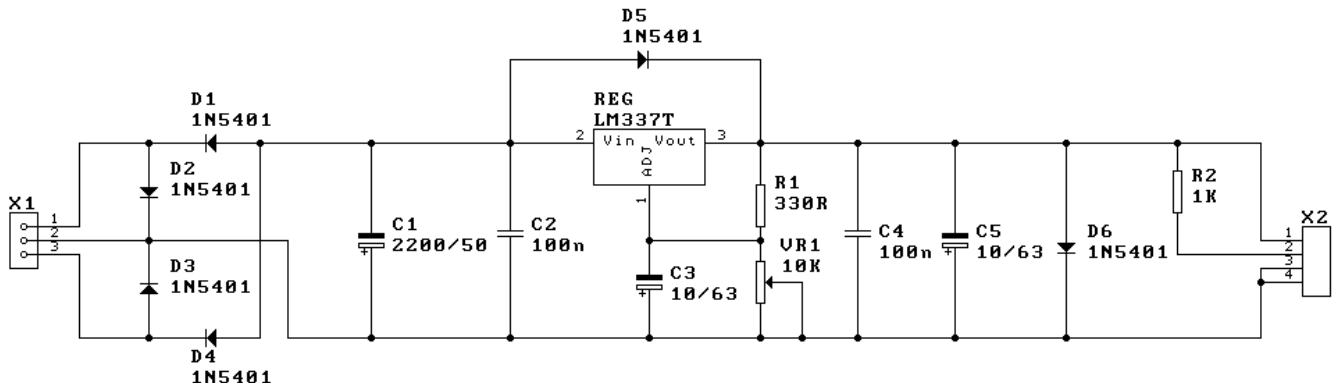 D5
1N5401
D1
1N5401
REG
LM337T
2
Vin
Vout
3
ADJ
1
D2
1N5401
X1
1
2
3
D3
1N5401
D4
1N5401
C1
2200/50
+
C2
100n
C3
10/63
+
R1
330R
VR1
10K
C4
100n
C5
10/63
+
D6
1N5401
R2
1K
X2
1
2
3
4